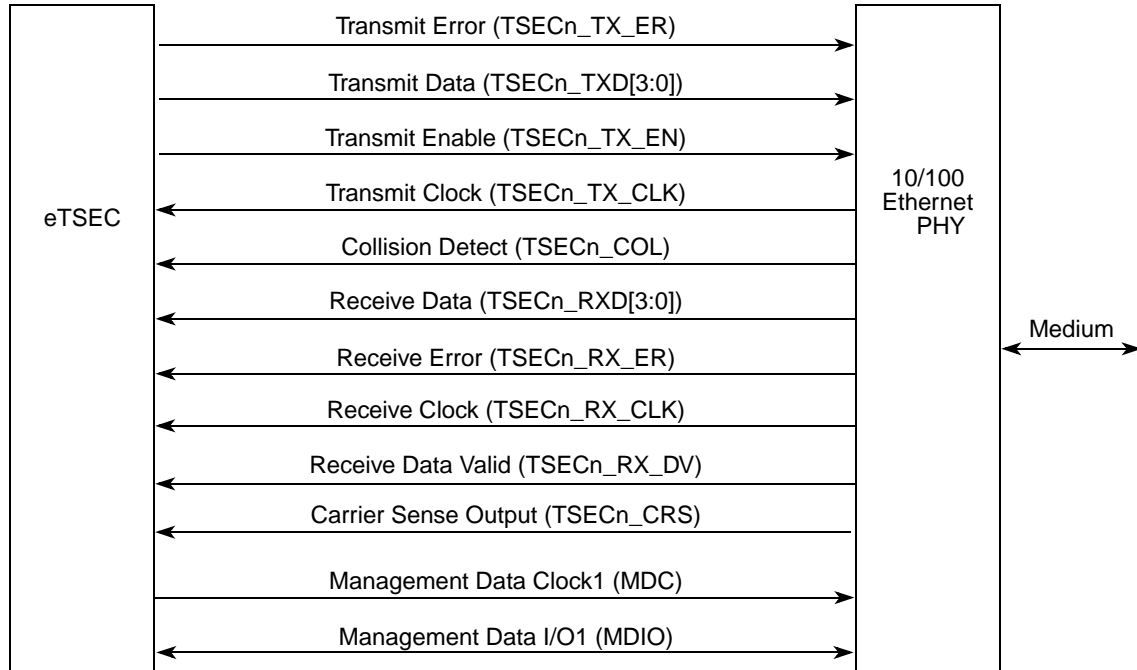 Transmit Error (TSECn_TX_ER)
Transmit Data (TSECn_TXD[3:0])
Transmit Enable (TSECn_TX_EN)
Transmit Clock (TSECn_TX_CLK)
Collision Detect (TSECn_COL)
Receive Data (TSECn_RXD[3:0])
Receive Error (TSECn_RX_ER)
Receive Clock (TSECn_RX_CLK)
Receive Data Valid (TSECn_RX_DV)
Carrier Sense Output (TSECn_CRS)
Management Data Clock1 (MDC)
Management Data I/O1 (MDIO)
eTSEC
10/100
Ethernet
PHY
Medium